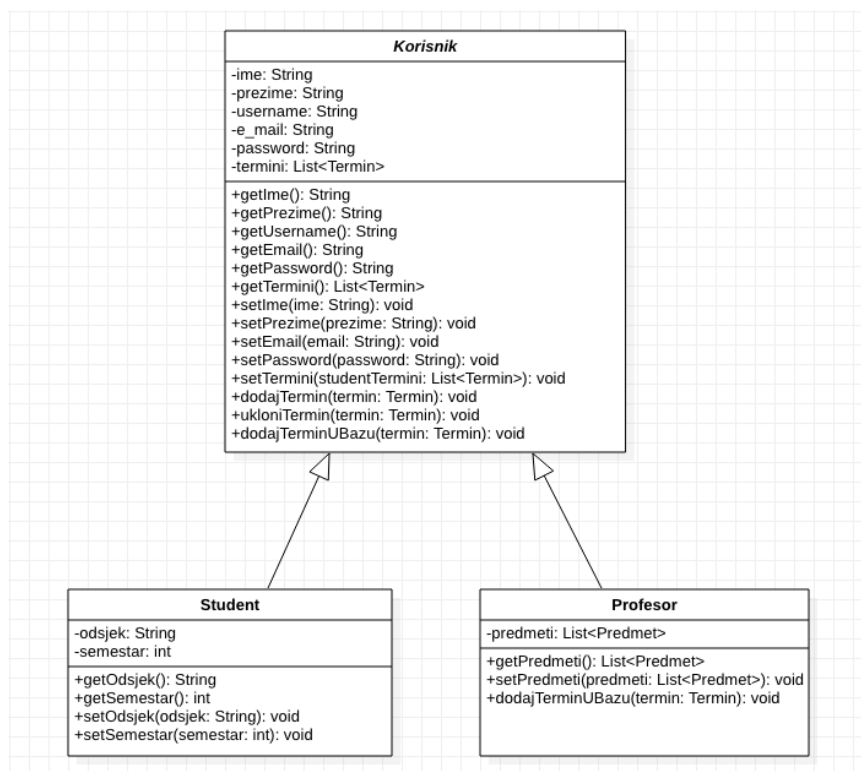 Korisnik
-ime: String
-prezime: String
-username: String
-e_mail: String
-password: String
-termini: List<Termin>
+getIme(): String
+getPrezime(): String
+getUsername(): String
+getEmail(): String
+getPassword(): String
+getTermini(): List<Termin>
+setIme(ime: String): void
+setPrezime(prezime: String): void
+setEmail(email: String): void
+setPassword(password: String): void
+setTermini(studentTermini: List<Termin>): void
+dodajTermin(termin: Termin): void
+ukloniTermin(termin: Termin): void
+dodajTerminUBazu(termin: Termin): void
Student
-odsjek: String
-semestar: int
+getOdsjek(): String
+getSemestar(): int
+setOdsjek(odsjek: String): void
+setSemestar(semestar: int): void
Profesor
-predmeti: List<Predmet>
+getPredmeti(): List<Predmet>
+setPredmeti(predmeti: List<Predmet>): void
+dodajTerminUBazu(termin: Termin): void